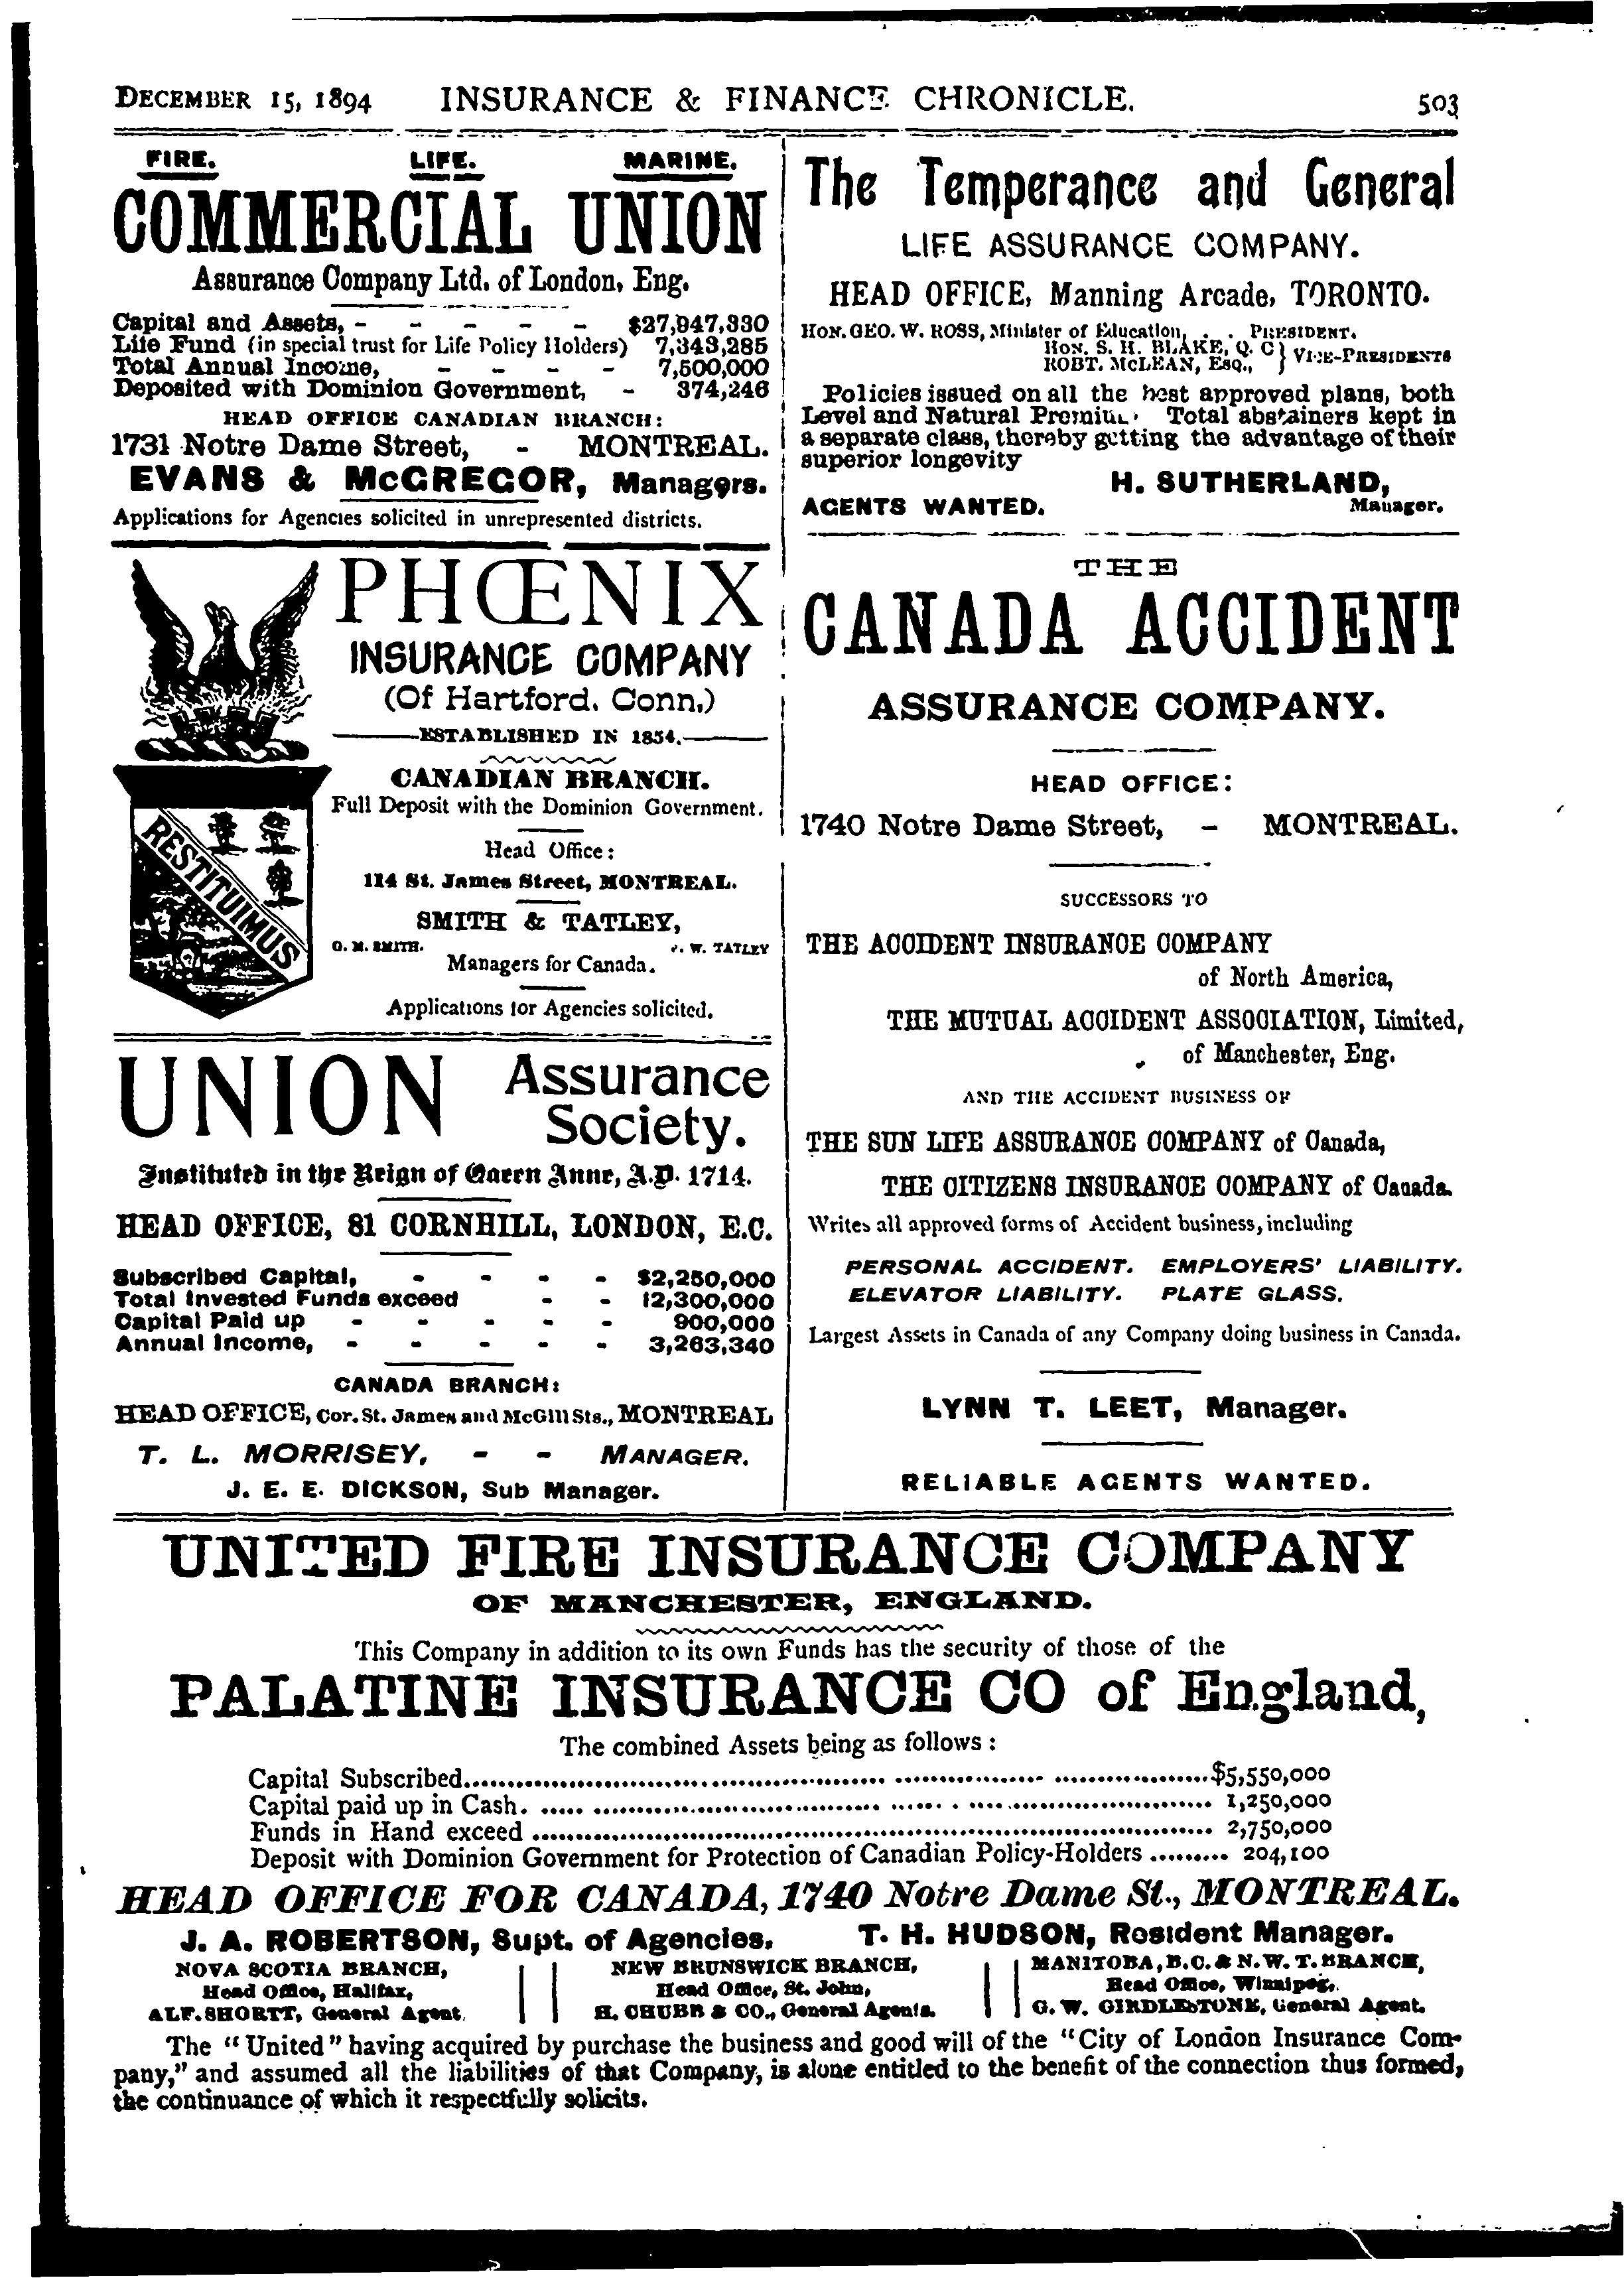 DECEMBER 15, 1894 INSURANCE & FINANCE CHRONICLE. 503
FIRE. LIFE. MARINE.
COMMERCIAL UNION
Assurance Company Ltd. of London, Eng.
Capital and Assets, - - - - - $27,947,330
Life Fund (in special trust for Life Policy Holders) 7,343,285
Total Annual Income, - - - - 7,500,000
Deposited with Dominion Government, - 374,246
HEAD OFFICE CANADIAN BRANCH:
1731 Notre Dame Street, - MONTREAL.
EVANS & McGREGOR, Managers.
Applications for Agencies solicited in unrepresented districts.
PHŒNIX
INSURANCE COMPANY
(Of Hartford, Conn.)
ESTABLISHED IN 1854.
CANADIAN BRANCH.
Full Deposit with the Dominion Government.
Head Office:
114 St. James Street, MONTREAL.
SMITH & TATLEY,
G. M. SMITH. J. W. TATLEY
Managers for Canada.
Applications for Agencies solicited.
RESTITUIMUS
UNION Assurance
Society.
Instituted in the Reign of Queen Anne, A.D. 1714.
HEAD OFFICE, 81 CORNHILL, LONDON, E.C.
Subscribed Capital, - - - - $2,250,000
Total Invested Funds exceed - - 12,300,000
Capital Paid up - - - - - 900,000
Annual Income, - - - - - 3,263,340
CANADA BRANCH:
HEAD OFFICE, Cor. St. James and McGill Sts., MONTREAL
T. L. MORRISEY, - - MANAGER.
J. E. E. DICKSON, Sub Manager.
The Temperance and General
LIFE ASSURANCE COMPANY.
HEAD OFFICE, Manning Arcade, TORONTO.
HON. GEO. W. ROSS, Minister of Education, . . PRESIDENT.
HON. S. H. BLAKE, Q. C
ROBT. McLEAN, ESQ., } VICE-PRESIDENTS
Policies issued on all the best approved plans, both
Level and Natural Premium. Total abstainers kept in
a separate class, thereby getting the advantage of their
superior longevity
H. SUTHERLAND,
AGENTS WANTED. Manager.
THE
CANADA ACCIDENT
ASSURANCE COMPANY.
HEAD OFFICE:
1740 Notre Dame Street, - MONTREAL.
SUCCESSORS TO
THE ACCIDENT INSURANCE COMPANY
of North America,
THE MUTUAL ACCIDENT ASSOCIATION, Limited,
of Manchester, Eng.
AND THE ACCIDENT BUSINESS OF
THE SUN LIFE ASSURANCE COMPANY of Canada,
THE CITIZENS INSURANCE COMPANY of Canada.
Writes all approved forms of Accident business, including
PERSONAL ACCIDENT. EMPLOYERS' LIABILITY.
ELEVATOR LIABILITY. PLATE GLASS.
Largest Assets in Canada of any Company doing business in Canada.
LYNN T. LEET, Manager.
RELIABLE AGENTS WANTED.
UNITED FIRE INSURANCE COMPANY
OF MANCHESTER, ENGLAND.
This Company in addition to its own Funds has the security of those of the
PALATINE INSURANCE CO of England,
The combined Assets being as follows:
Capital Subscribed........ $5,550,000
Capital paid up in Cash........ 1,250,000
Funds in Hand exceed........ 2,750,000
Deposit with Dominion Government for Protection of Canadian Policy-Holders ......... 204,100
HEAD OFFICE FOR CANADA, 1740 Notre Dame St., MONTREAL.
J. A. ROBERTSON, Supt. of Agencies. T. H. HUDSON, Resident Manager.
NOVA SCOTIA BRANCH, NEW BRUNSWICK BRANCH, MANITOBA, B.C. & N.W.T. BRANCH,
Head Office, Halifax, Head Office, St. John, Head Office, Winnipeg,
ALF. SHORTT, General Agent, H. CHUBB & CO., General Agents. G. W. GIRDLESTONE, General Agent.
The "United" having acquired by purchase the business and good will of the "City of London Insurance Com-
pany," and assumed all the liabilities of that Company, is alone entitled to the benefit of the connection thus formed,
the continuance of which it respectfully solicits.